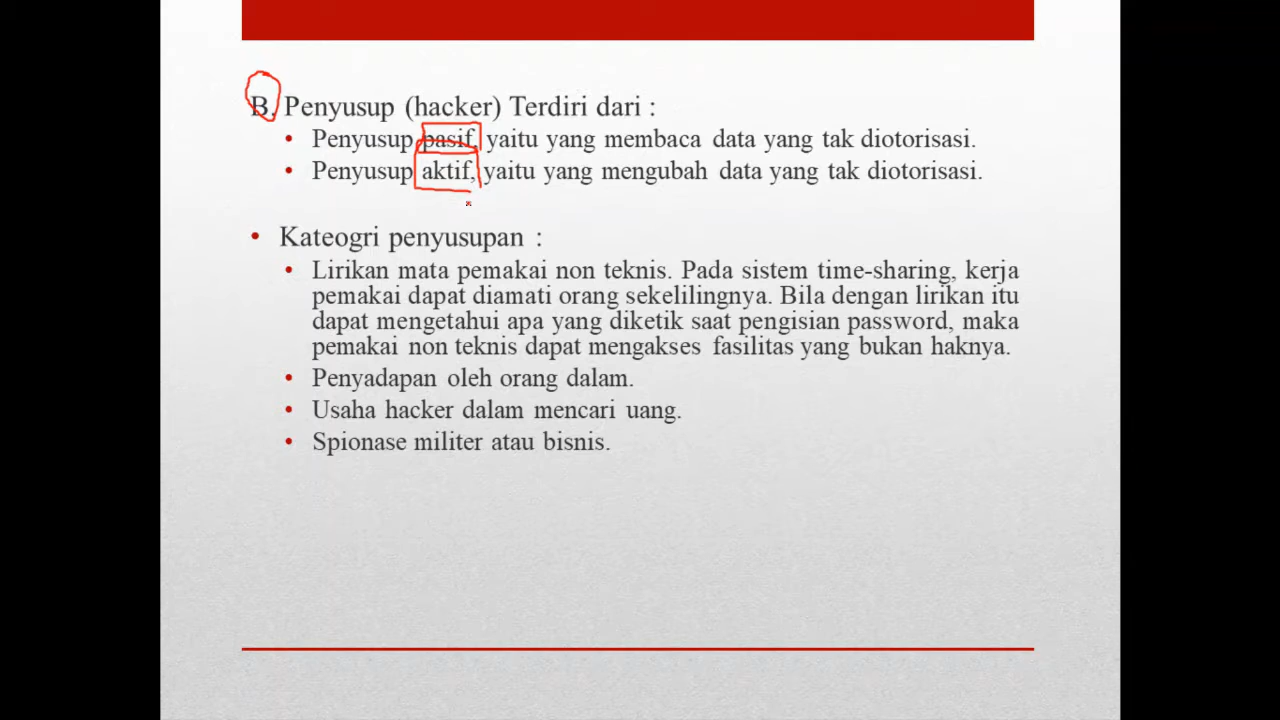 B. Penyusup (hacker) Terdiri dari :
• Penyusup pasif, yaitu yang membaca data yang tak diotorisasi.
• Penyusup aktif, yaitu yang mengubah data yang tak diotorisasi.
• Kateogri penyusupan :
• Lirikan mata pemakai non teknis. Pada sistem time-sharing, kerja
pemakai dapat diamati orang sekelilingnya. Bila dengan lirikan itu
dapat mengetahui apa yang diketik saat pengisian password, maka
pemakai non teknis dapat mengakses fasilitas yang bukan haknya.
• Penyadapan oleh orang dalam.
• Usaha hacker dalam mencari uang.
• Spionase militer atau bisnis.